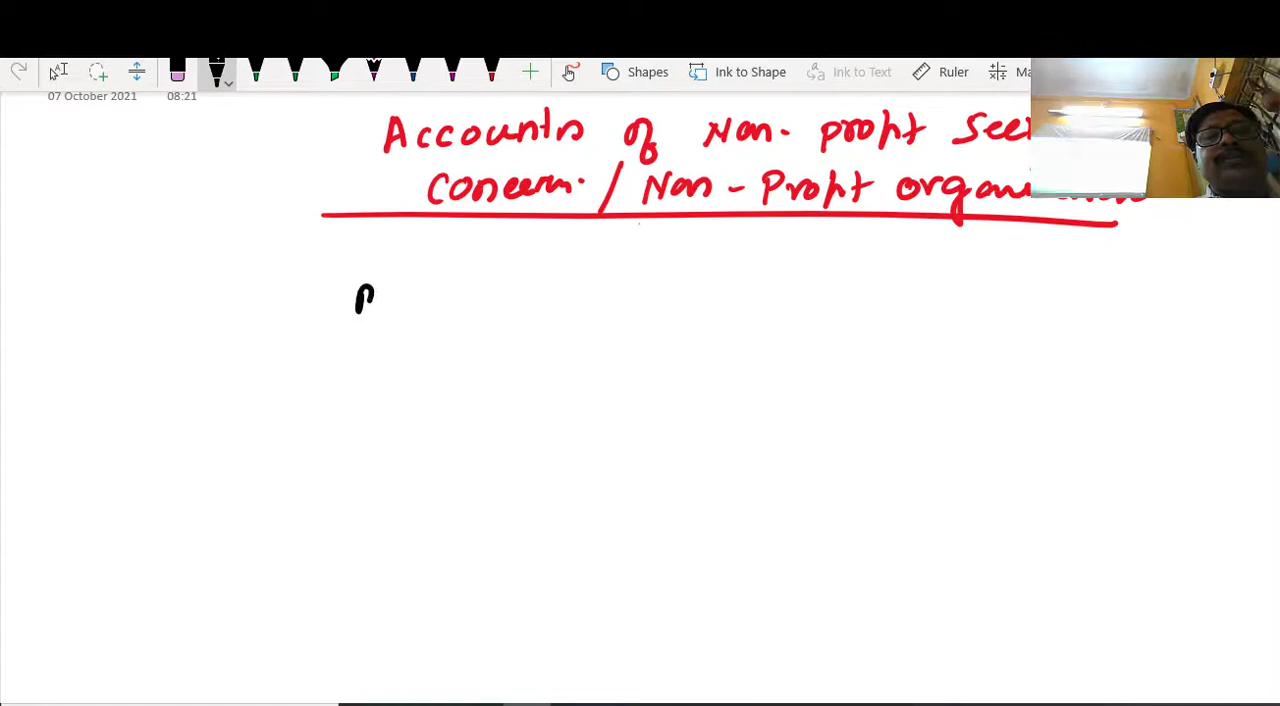 Shapes Ink to Shape Ink to Text Ruler Ma
07 October 2021 08:21
Accounts of Non-profit
Concern / Non-Profit